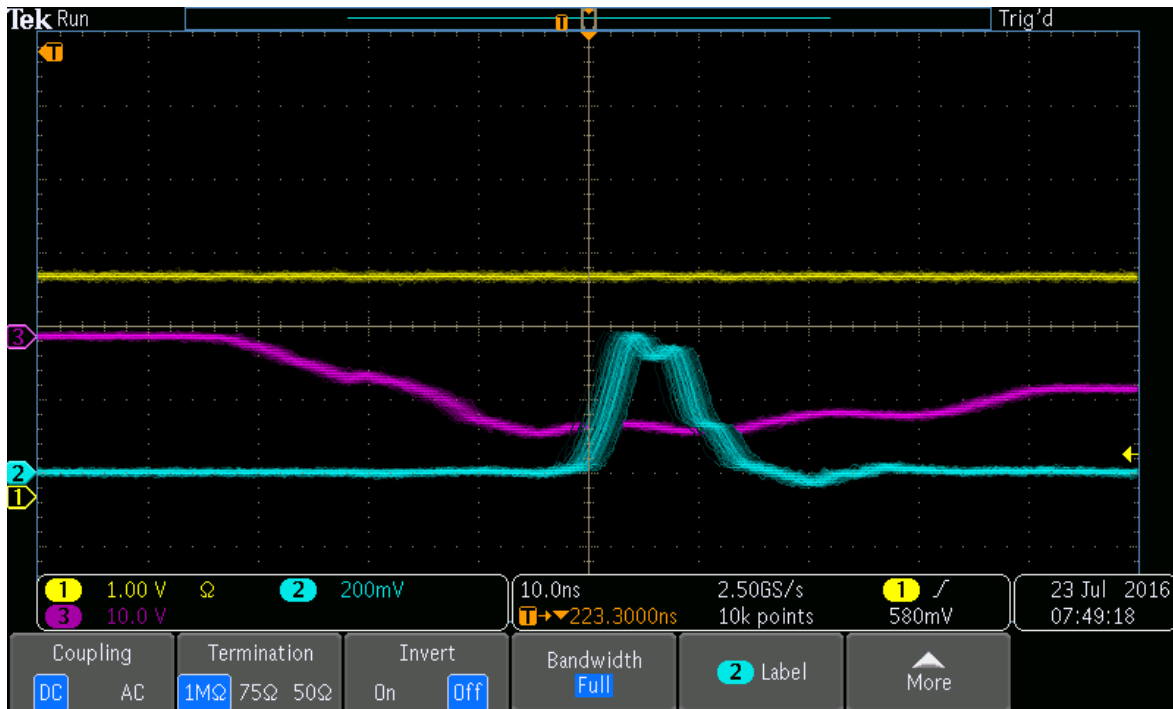 Tek Run Trig'd
T
T
3
2
1
1 1.00 V Ω 2 200mV
3 10.0 V
10.0ns 2.50GS/s 1 ∫
T→▼223.3000ns 10k points 580mV
23 Jul 2016
07:49:18
Coupling
DC AC
Termination
1MΩ 75Ω 50Ω
Invert
On Off
Bandwidth
Full
2 Label
More